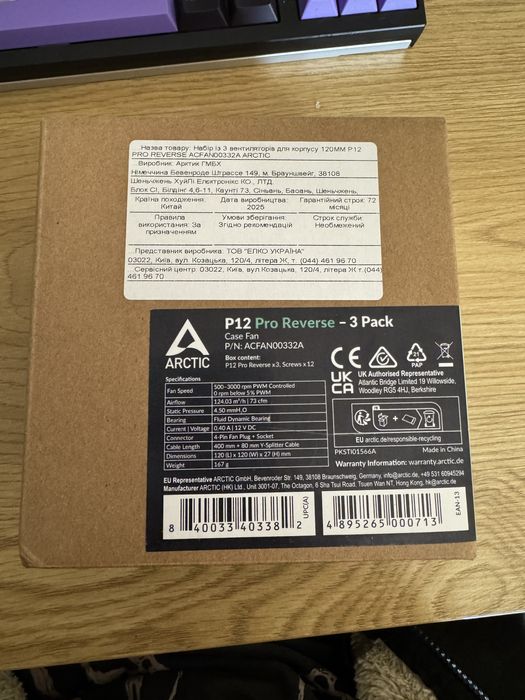 Назва товару: Набір із 3 вентиляторів для корпусу 120MM P12
PRO REVERSE ACFAN00332A ARCTIC
Виробник: Арктік ГМБХ
Німеччина Бевенроде Штрассе 149, м. Брауншвейг, 38108
Шеньчжень ХуйЛі Електронікс КО., ЛТД.
Блок С1, Білдінг 4,6-11, Каунті 73, Сіньань, Баоань, Шеньчжень,
Країна походження: Китай
Дата виробництва: 2025
Гарантійний строк: 72 місяці
Правила використання: За призначенням
Умови зберігання: Згідно рекомендацій
Строк служби: Необмежений
Представник виробника: ТОВ "ЕЛКО УКРАЇНА"
03022, Київ, вул. Козацька, 120/4, літера Ж, т. (044) 461 96 70
Сервісний центр: 03022, Київ, вул.Козацька, 120/4, літера Ж т.(044)
461 96 70
ARCTIC
P12 Pro Reverse – 3 Pack
Case Fan
P/N: ACFAN00332A
Box content:
P12 Pro Reverse x3, Screws x 12
Specifications
Fan Speed 500–3000 rpm PWM Controlled
0 rpm below 5% PWM
Airflow 124.03 m³/h | 73 cfm
Static Pressure 4.50 mmH₂O
Bearing Fluid Dynamic Bearing
Current | Voltage 0.40 A | 12 V DC
Connector 4-Pin Fan Plug + Socket
Cable Length 400 mm + 80 mm Y-Splitter Cable
Dimensions 120 (L) x 120 (W) x 27 (H) mm
Weight 167 g
CE
21
PAP
UK
CA
UK Authorised Representative
Atlantic Bridge Limited 19 Willowside,
Woodley RG5 4HJ, Berkshire
EU arctic.de/responsible-recycling
PKSTI01566A
Made in China
Warranty Information: warranty.arctic.de
EU Representative ARCTIC GmbH, Bevenroder Str. 149, 38108 Braunschweig, Germany, info@arctic.de, +49 531 60945294
Manufacturer ARCTIC (HK) Ltd., Unit 3001-07, The Octagon, 6 Sha Tsui Road, Tsuen Wan NT, Hong Kong, hk@arctic.de
8 40033 40338 2
UPC(A)
4 895265 000713
EAN-13